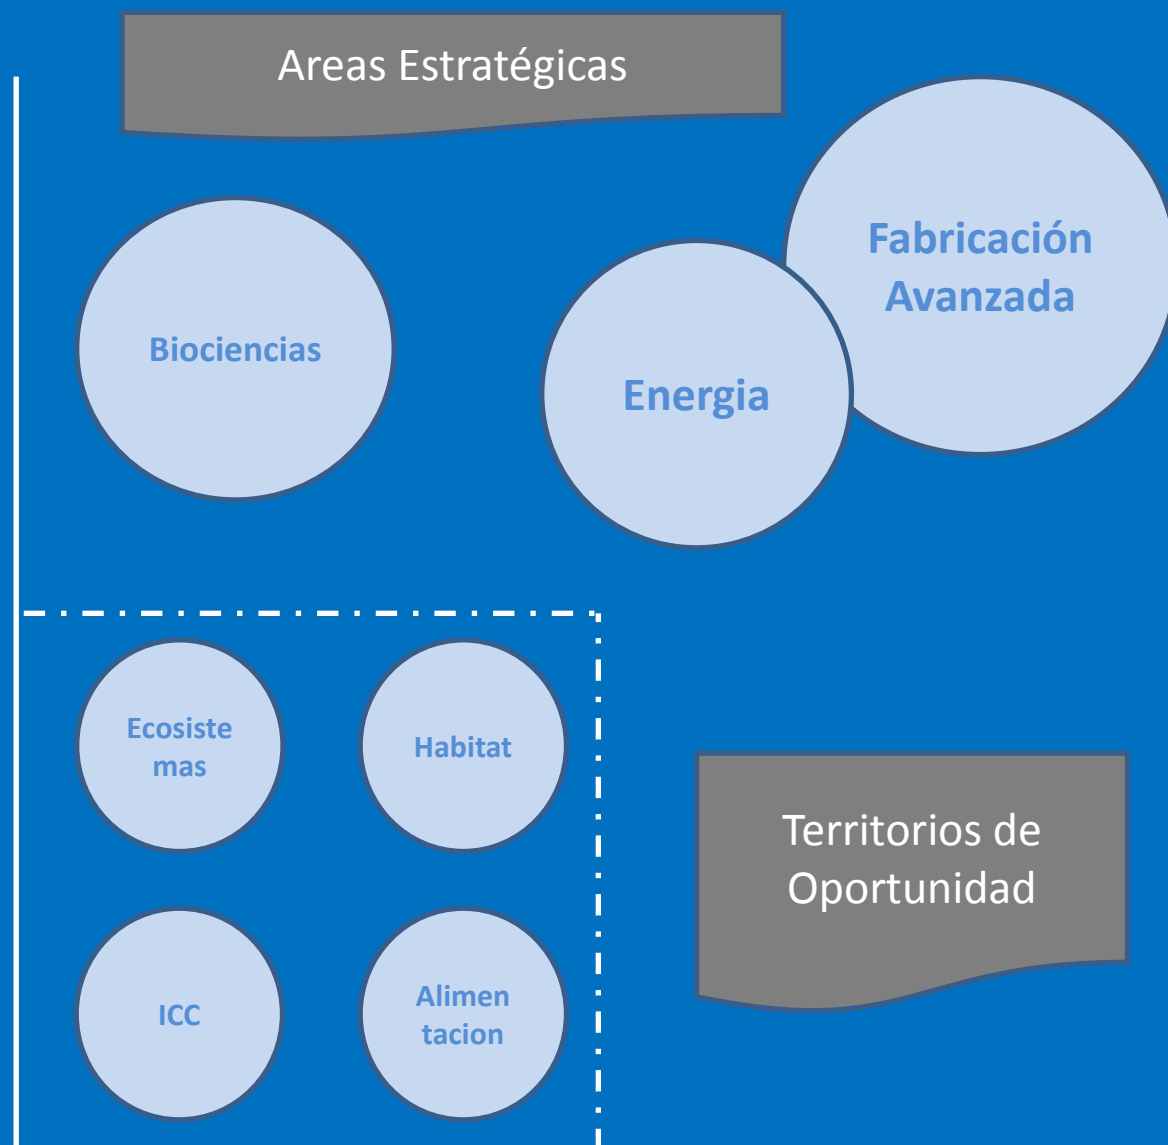 Areas Estratégicas
Fabricación
Avanzada
Biociencias
Energia
Ecosiste
mas
Habitat
Territorios de
Oportunidad
ICC
Alimen
tacion